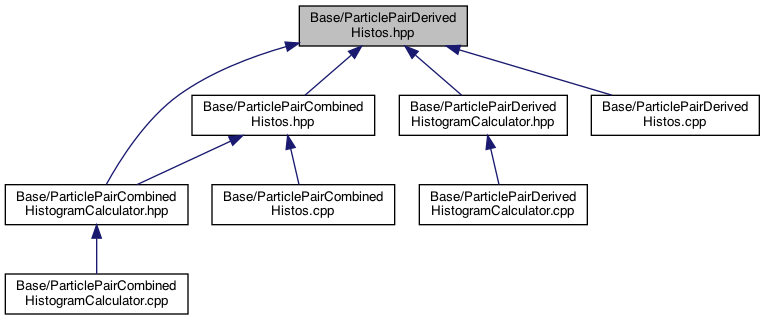 Base/ParticlePairDerived
Histos.hpp
Base/ParticlePairCombined
Histos.hpp
Base/ParticlePairDerived
HistogramCalculator.hpp
Base/ParticlePairDerived
Histos.cpp
Base/ParticlePairCombined
HistogramCalculator.hpp
Base/ParticlePairCombined
Histos.cpp
Base/ParticlePairDerived
HistogramCalculator.cpp
Base/ParticlePairCombined
HistogramCalculator.cpp